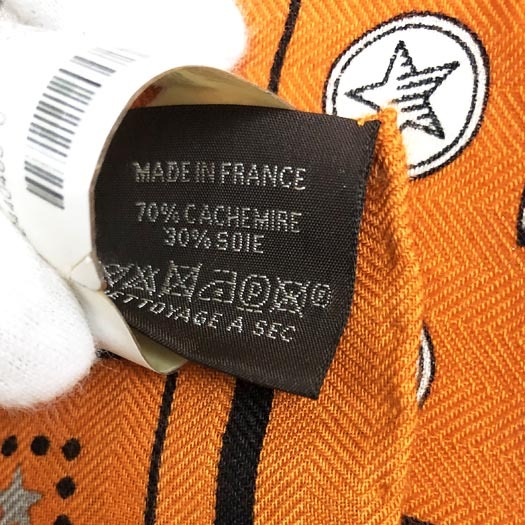 MADE IN FRANCE
70% CACHEMIRE
30% SOIE
NETTOYAGE A SEC